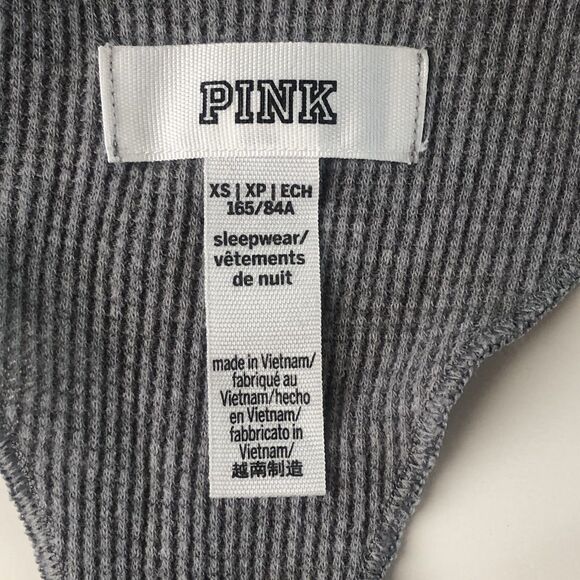 PINK
XS | XP | ECH
165/84A
sleepwear/
vêtements
de nuit
made in Vietnam/
fabriqué au
Vietnam/hecho
en Vietnam/
fabbricato in
Vietnam/
越南制造